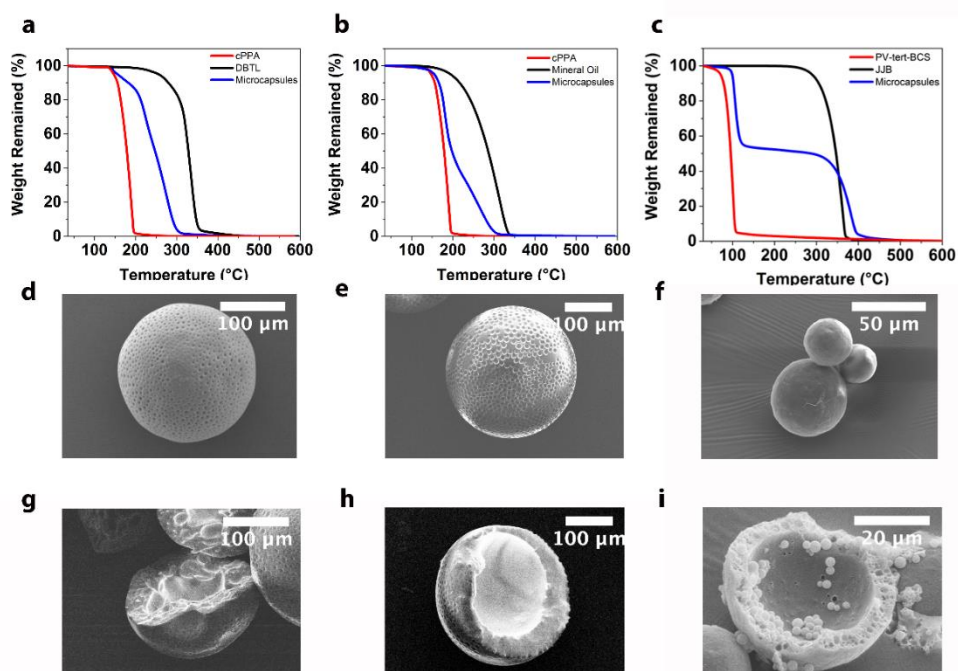 a
b
c
Weight Remained (%)
100
80
60
40
20
0
cPPA
DBTL
Microcapsules
100 200 300 400 500 600
Temperature (°C)
Weight Remained (%)
100
80
60
40
20
0
cPPA
Mineral Oil
Microcapsules
100 200 300 400 500 600
Temperature (°C)
Weight Remained (%)
100
80
60
40
20
0
PV-tert-BCS
JJB
Microcapsules
100 200 300 400 500 600
Temperature (°C)
d
100 µm
e
100 µm
f
50 µm
g
100 µm
h
100 µm
i
20 µm